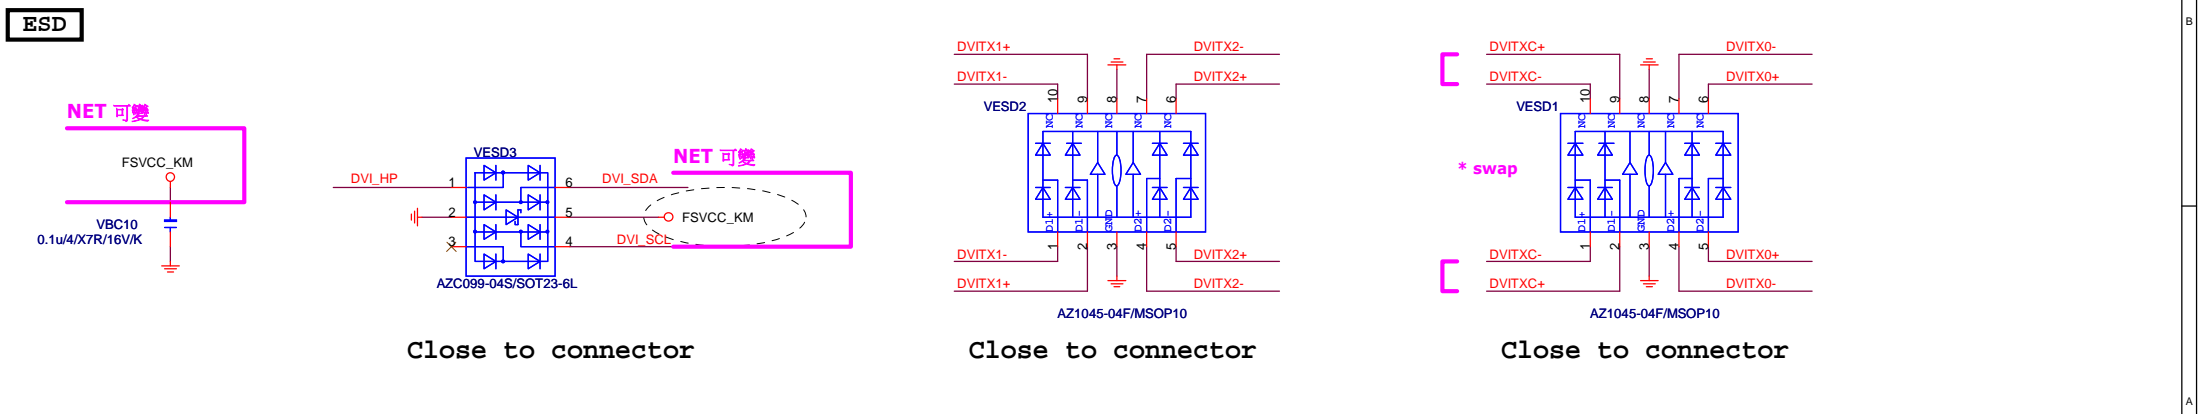 ESD
B
NET 可變
FSVCC_KM
VBC10
0.1u/4/X7R/16V/K
VESD3
DVI_HP
1
2
3
6
5
4
DVI_SDA
FSVCC_KM
DVI_SCL
NET 可變
AZC099-04S/SOT23-6L
Close to connector
DVITX1+
DVITX1-
DVITX2-
DVITX2+
VESD2
10
9
8
7
6
NC
NC
NC
NC
D1+
D1-
GND
D2+
D2-
1
2
3
4
5
DVITX1-
DVITX1+
DVITX2+
DVITX2-
AZ1045-04F/MSOP10
Close to connector
DVITXC+
DVITXC-
DVITX0-
DVITX0+
VESD1
* swap
10
9
8
7
6
NC
NC
NC
NC
D1+
D1-
GND
D2+
D2-
1
2
3
4
5
DVITXC-
DVITXC+
DVITX0+
DVITX0-
AZ1045-04F/MSOP10
Close to connector
A